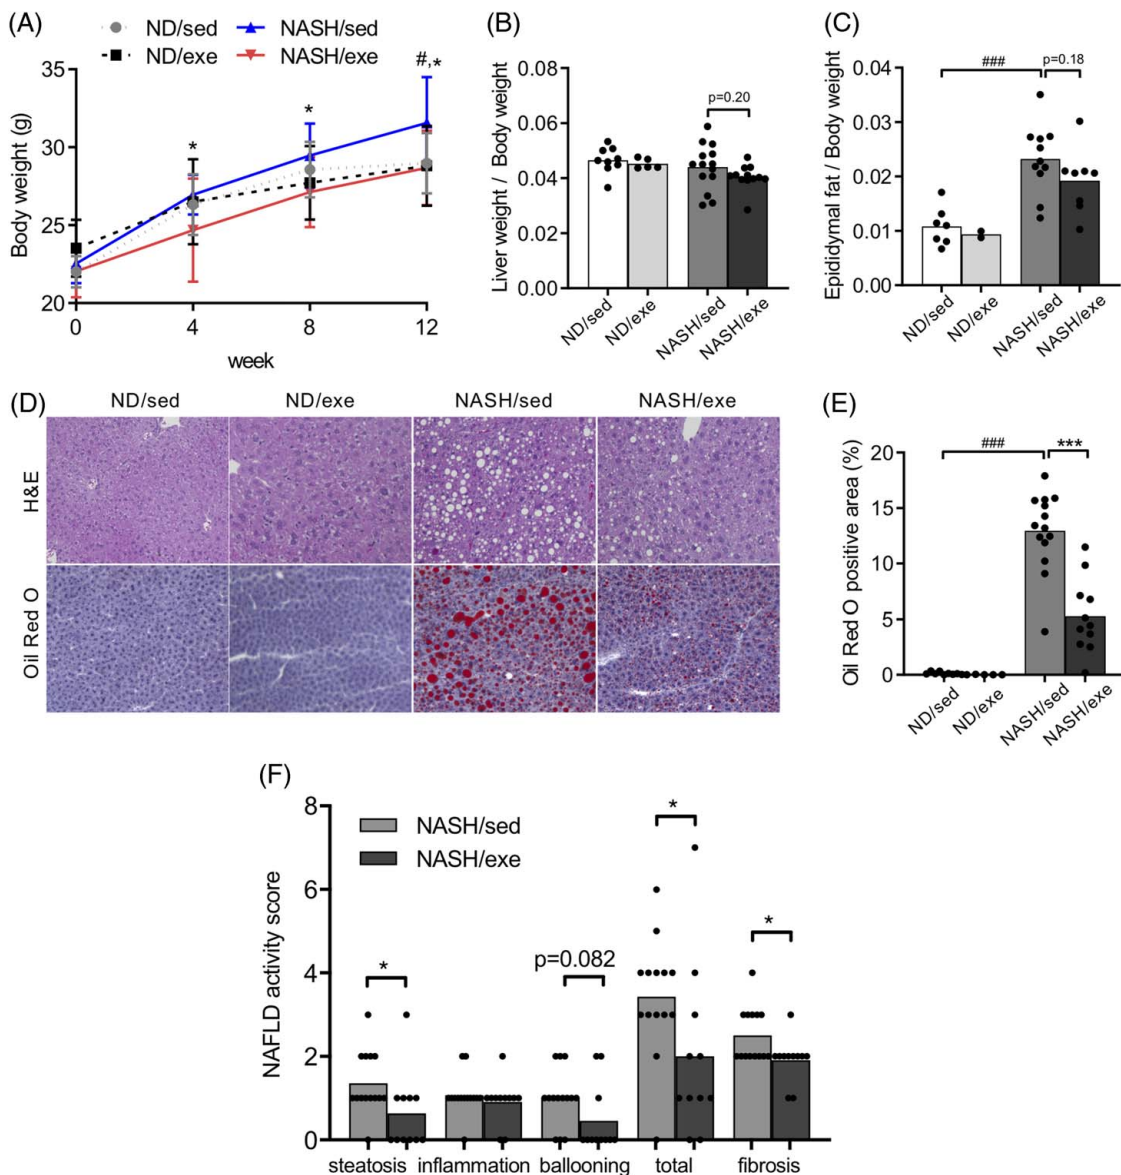 (A)
ND/sed
NASH/sed
ND/exe
NASH/exe
#,*
*
*
35
30
25
20
Body weight (g)
0
4
8
12
week
(B)
0.08
0.06
0.04
0.02
0.00
Liver weight / Body weight
p=0.20
ND/sed
ND/exe
NASH/sed
NASH/exe
(C)
0.04
0.03
0.02
0.01
0.00
Epididymal fat / Body weight
###
p=0.18
ND/sed
ND/exe
NASH/sed
NASH/exe
(D)
ND/sed
ND/exe
NASH/sed
NASH/exe
H&E
Oil Red O
(E)
20
15
10
5
0
Oil Red O positive area (%)
###
***
ND/sed
ND/exe
NASH/sed
NASH/exe
(F)
8
6
4
2
0
NAFLD activity score
NASH/sed
NASH/exe
*
p=0.082
*
*
steatosis
inflammation
ballooning
total
fibrosis